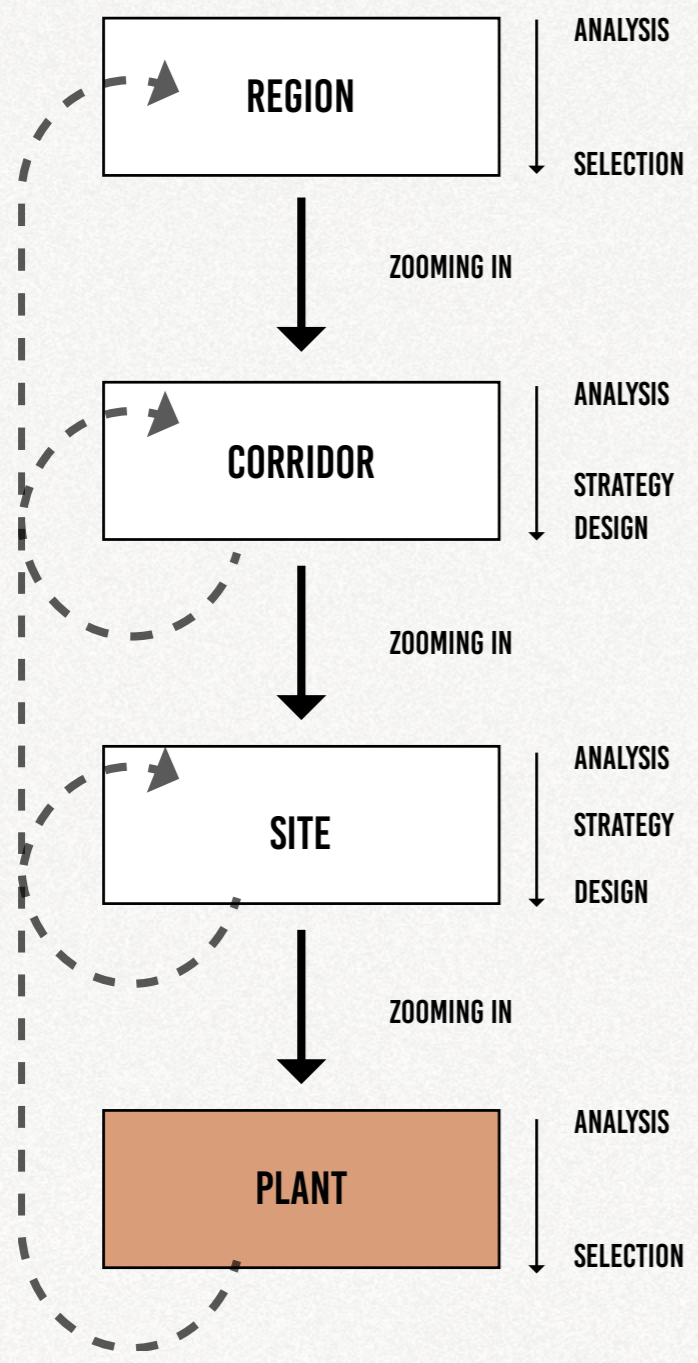 REGION
ANALYSIS
SELECTION
ZOOMING IN
CORRIDOR
ANALYSIS
STRATEGY
DESIGN
ZOOMING IN
SITE
ANALYSIS
STRATEGY
DESIGN
ZOOMING IN
PLANT
ANALYSIS
SELECTION